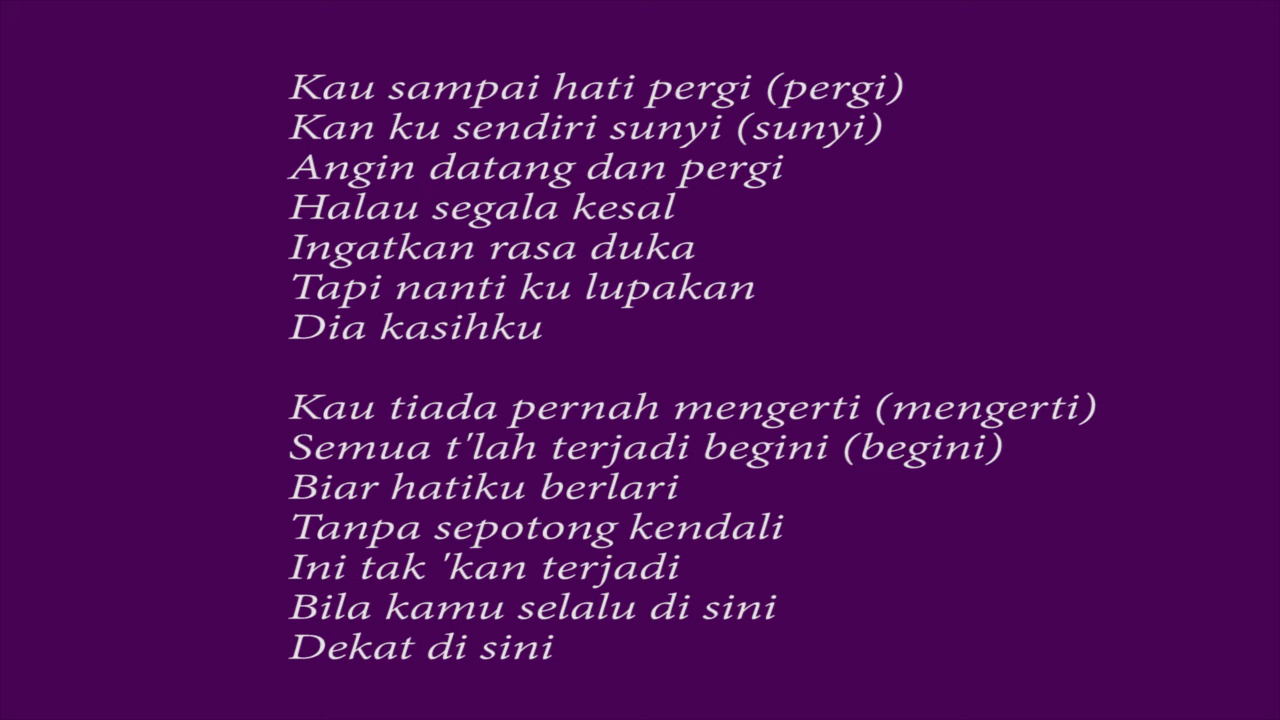 Kau sampai hati pergi (pergi)
Kan ku sendiri sunyi (sunyi)
Angin datang dan pergi
Halau segala kesal
Ingatkan rasa duka
Tapi nanti ku lupakan
Dia kasihku

Kau tiada pernah mengerti (mengerti)
Semua t'lah terjadi begini (begini)
Biar hatiku berlari
Tanpa sepotong kendali
Ini tak 'kan terjadi
Bila kamu selalu di sini
Dekat di sini